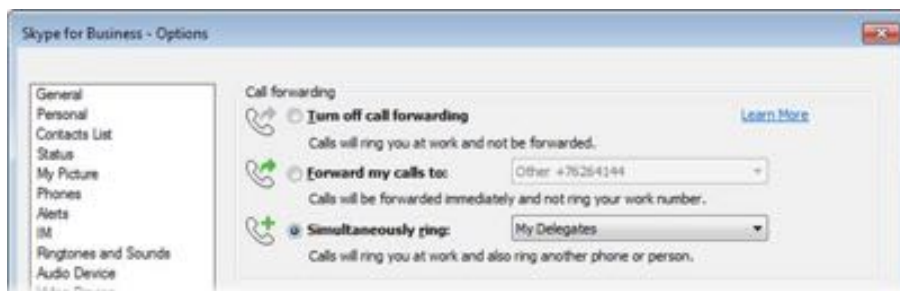 Skype for Business - Options
General
Personal
Contacts List
Status
My Picture
Phones
Alerts
IM
Ringtones and Sounds
Audio Device
Video Device
Call forwarding
Turn off call forwarding
Learn More
Calls will ring you at work and not be forwarded.
Forward my calls to:
Other +76264144
Calls will be forwarded immediately and not ring your work number.
Simultaneously ring:
My Delegates
Calls will ring you at work and also ring another phone or person.